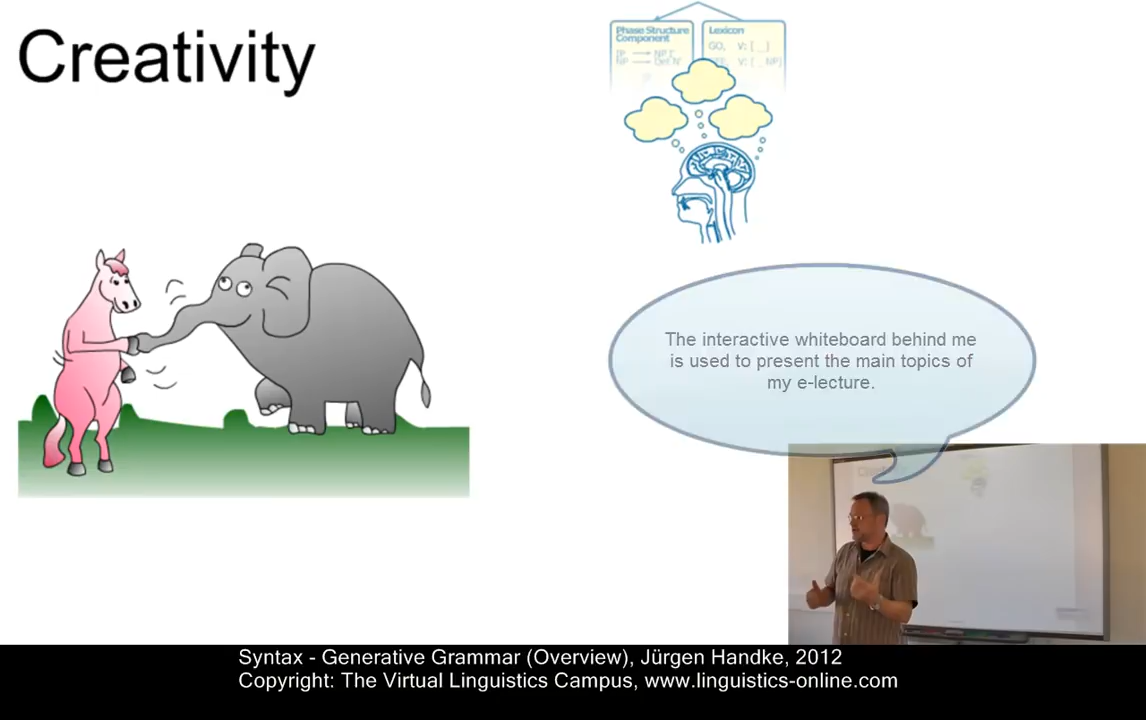 Creativity
Phase Structure
Component
Lexicon
GO, V: [ _ ]
The interactive whiteboard behind me
is used to present the main topics of
my e-lecture.
Syntax - Generative Grammar (Overview), Jürgen Handke, 2012
Copyright: The Virtual Linguistics Campus, www.linguistics-online.com